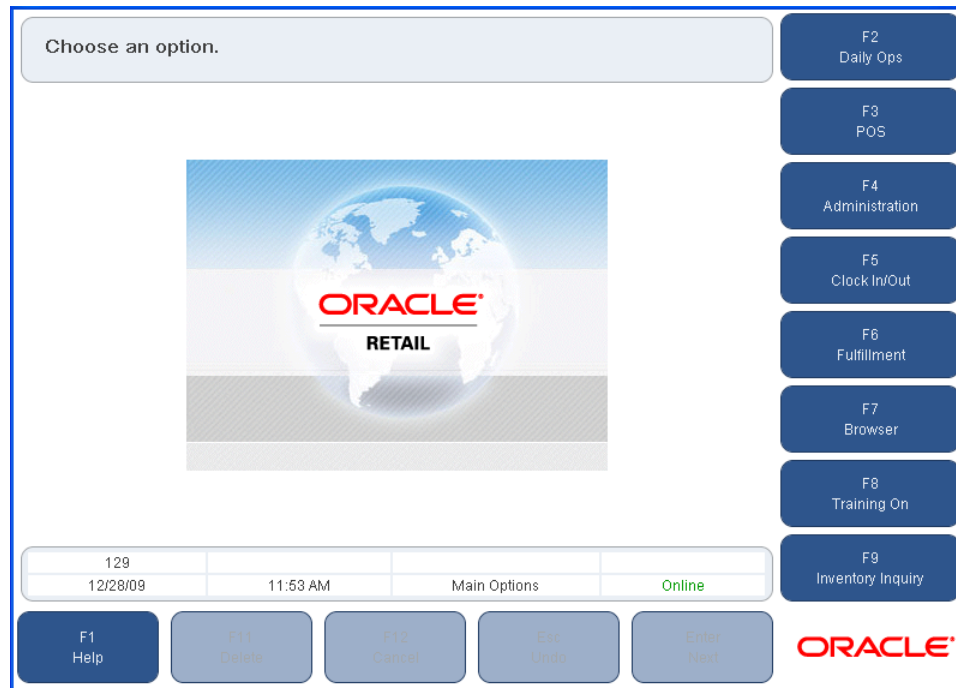 Choose an option.
F2
Daily Ops
F3
POS
F4
Administration
F5
Clock In/Out
F6
Fulfillment
F7
Browser
F8
Training On
F9
Inventory Inquiry
ORACLE®
RETAIL
129
12/28/09 11:53 AM Main Options Online
F1
Help
F11
Delete
F12
Cancel
Esc
Undo
Enter
Next
ORACLE®